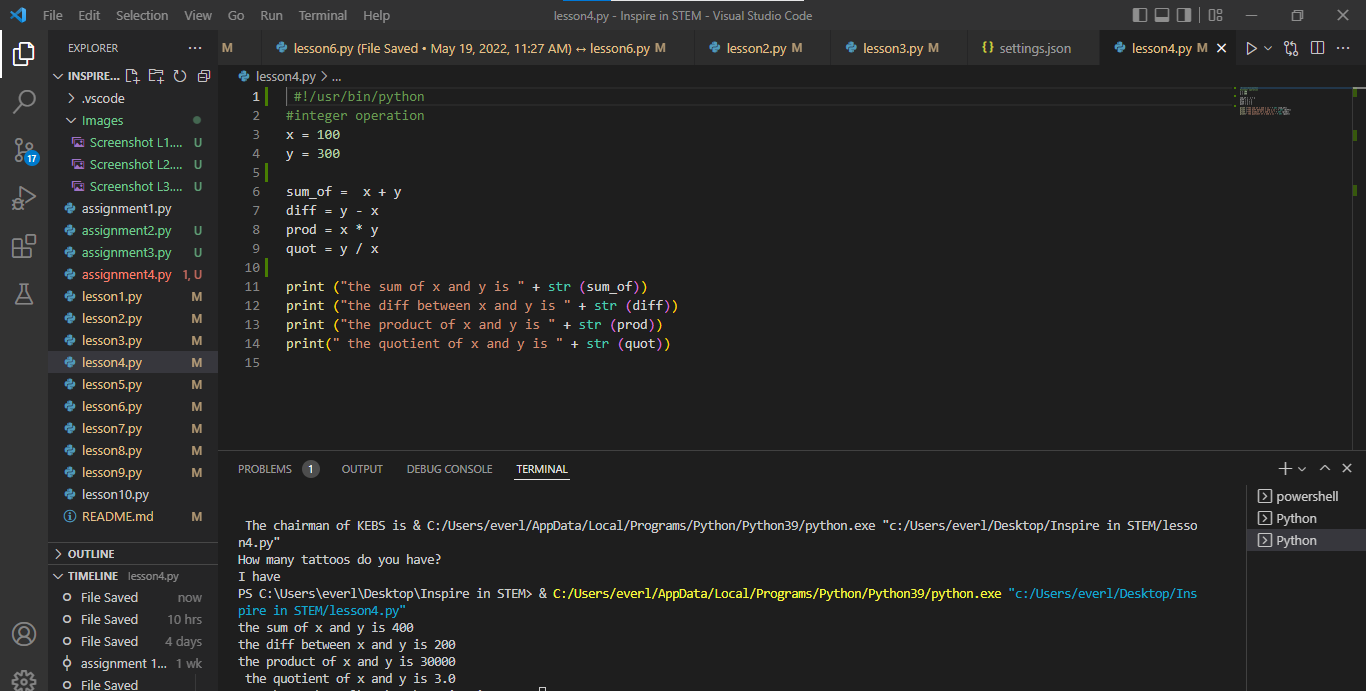 File Edit Selection View Go Run Terminal Help
lesson4.py - Inspire in STEM - Visual Studio Code
EXPLORER
M
lesson6.py (File Saved • May 19, 2022, 11:27 AM) ↔ lesson6.py M
lesson2.py M
lesson3.py M
{} settings.json
lesson4.py M
INSPIRE...
.vscode
Images
Screenshot L1.... U
Screenshot L2.... U
Screenshot L3.... U
assignment1.py
assignment2.py U
assignment3.py U
assignment4.py 1, U
lesson1.py M
lesson2.py M
lesson3.py M
lesson4.py M
lesson5.py M
lesson6.py M
lesson7.py M
lesson8.py M
lesson9.py M
lesson10.py
README.md M
17
OUTLINE
TIMELINE lesson4.py
File Saved now
File Saved 10 hrs
File Saved 4 days
assignment 1... 1 wk
File Saved
lesson4.py > ...
1 #!/usr/bin/python
2 #integer operation
3 x = 100
4 y = 300
5
6 sum_of =  x + y
7 diff = y - x
8 prod = x * y
9 quot = y / x
10
11 print ("the sum of x and y is " + str (sum_of))
12 print ("the diff between x and y is " + str (diff))
13 print ("the product of x and y is " + str (prod))
14 print(" the quotient of x and y is " + str (quot))
15
PROBLEMS 1 OUTPUT DEBUG CONSOLE TERMINAL
The chairman of KEBS is & C:/Users/everl/AppData/Local/Programs/Python/Python39/python.exe "c:/Users/everl/Desktop/Inspire in STEM/lesso
n4.py"
How many tattoos do you have?
I have
PS C:\Users\everl\Desktop\Inspire in STEM> & C:/Users/everl/AppData/Local/Programs/Python/Python39/python.exe "c:/Users/everl/Desktop/Ins
pire in STEM/lesson4.py"
the sum of x and y is 400
the diff between x and y is 200
the product of x and y is 30000
the quotient of x and y is 3.0
powershell
Python
Python